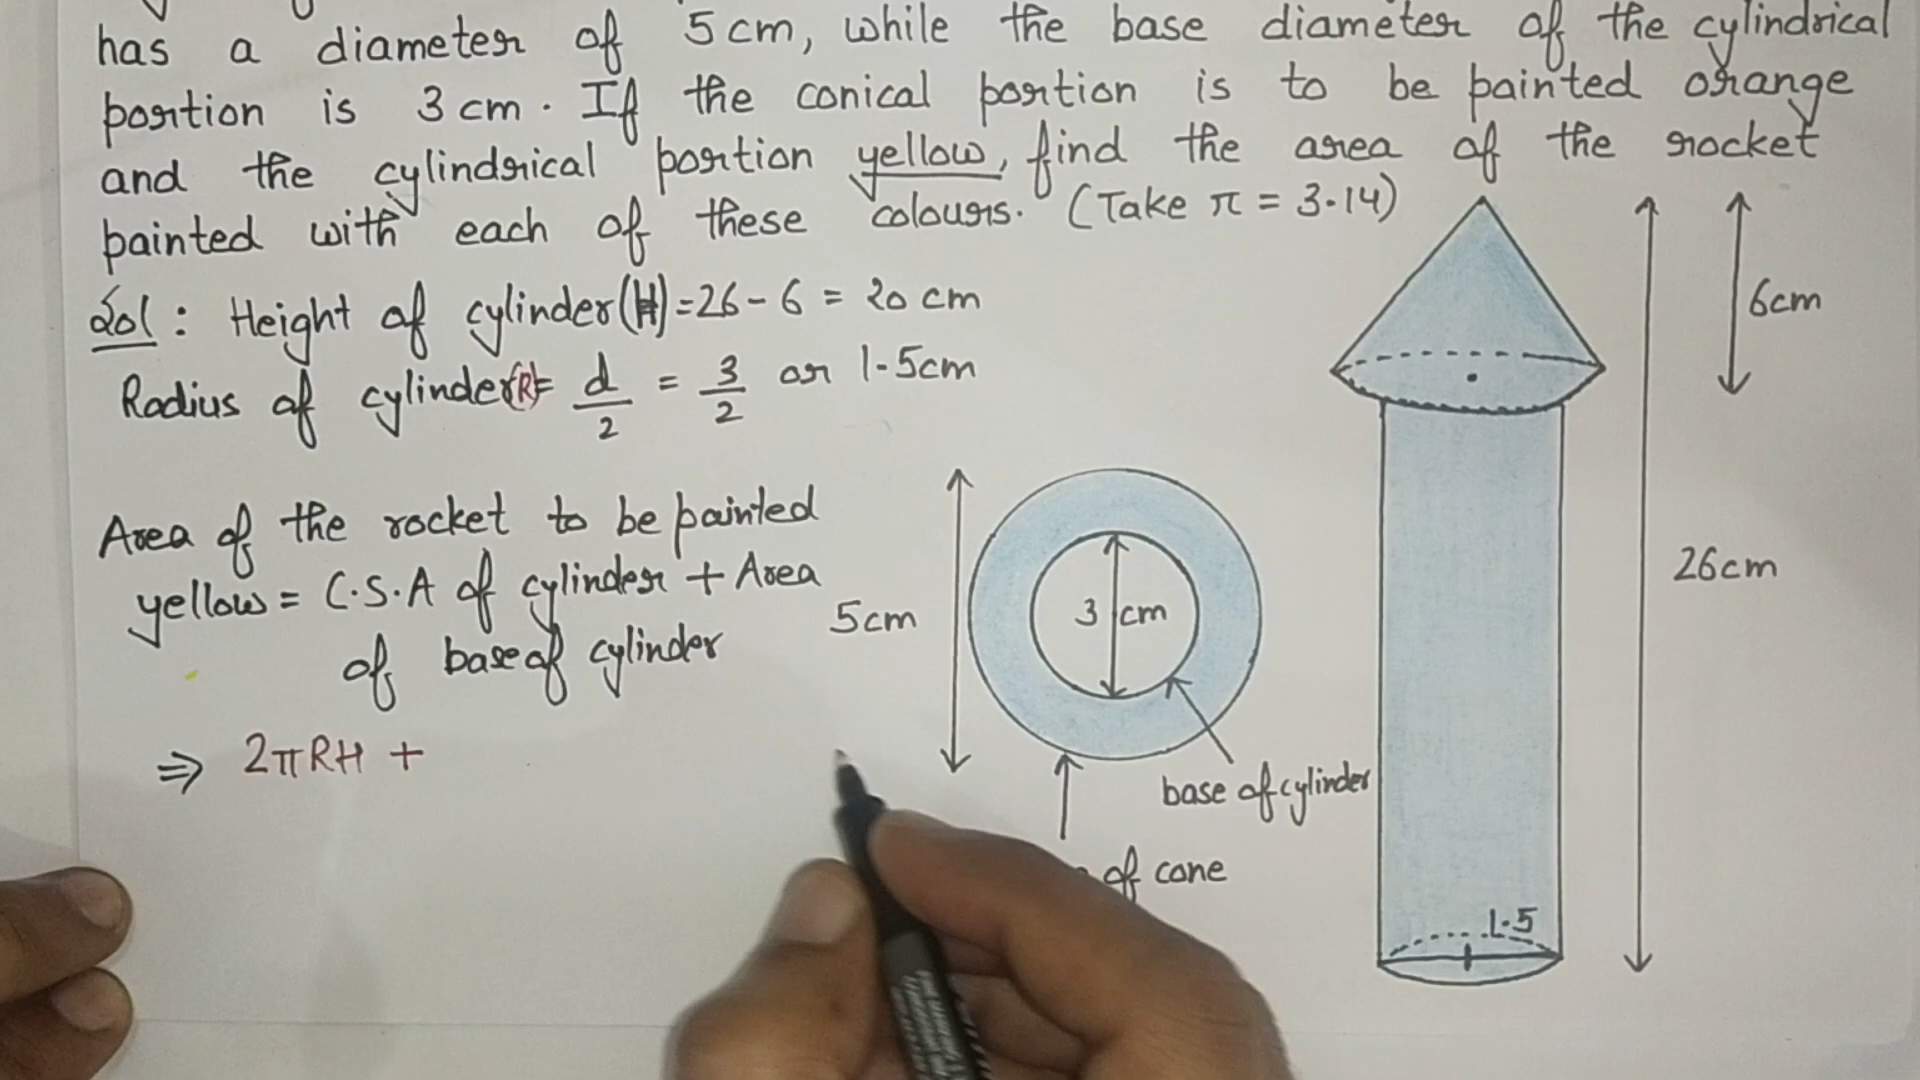 has a diameter of 5cm, while the base diameter of the cylindrical
portion is 3 cm. If the conical portion is to be painted orange
and the cylindrical portion yellow, find the area of the rocket
painted with each of these colours. (Take π = 3.14)
Sol : Height of cylinder(H)=26-6 = 20 cm
Radius of cylinder(R)= d/2 = 3/2 or 1.5cm
Area of the rocket to be painted
yellow = C.S.A of cylinder + Area
of base of cylinder
⇒ 2πRH +
5cm
3 cm
base of cylinder
of cone
6cm
26cm
1.5